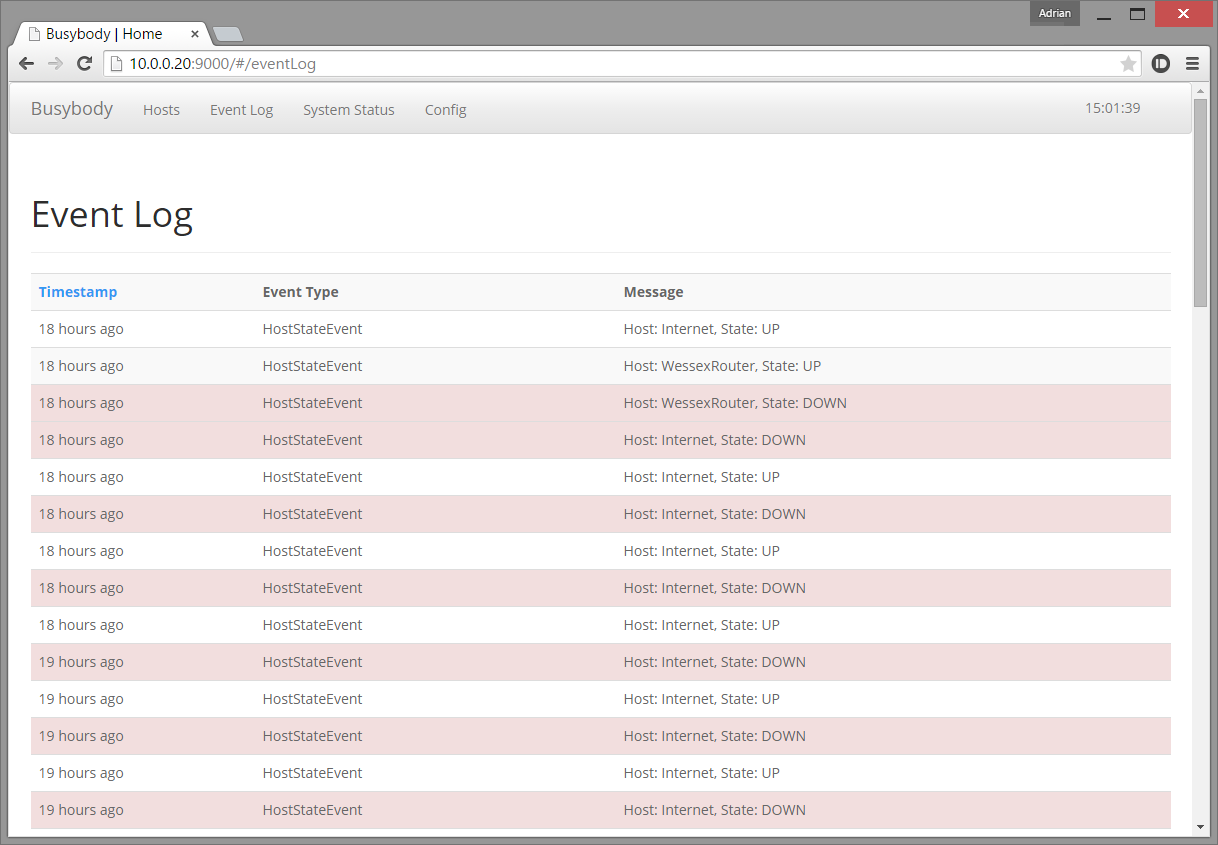 Adrian
Busybody | Home
10.0.0.20:9000/#/eventLog
Busybody Hosts Event Log System Status Config 15:01:39
Event Log
Timestamp Event Type Message
18 hours ago HostStateEvent Host: Internet, State: UP
18 hours ago HostStateEvent Host: WessexRouter, State: UP
18 hours ago HostStateEvent Host: WessexRouter, State: DOWN
18 hours ago HostStateEvent Host: Internet, State: DOWN
18 hours ago HostStateEvent Host: Internet, State: UP
18 hours ago HostStateEvent Host: Internet, State: DOWN
18 hours ago HostStateEvent Host: Internet, State: UP
18 hours ago HostStateEvent Host: Internet, State: DOWN
18 hours ago HostStateEvent Host: Internet, State: UP
19 hours ago HostStateEvent Host: Internet, State: DOWN
19 hours ago HostStateEvent Host: Internet, State: UP
19 hours ago HostStateEvent Host: Internet, State: DOWN
19 hours ago HostStateEvent Host: Internet, State: UP
19 hours ago HostStateEvent Host: Internet, State: DOWN